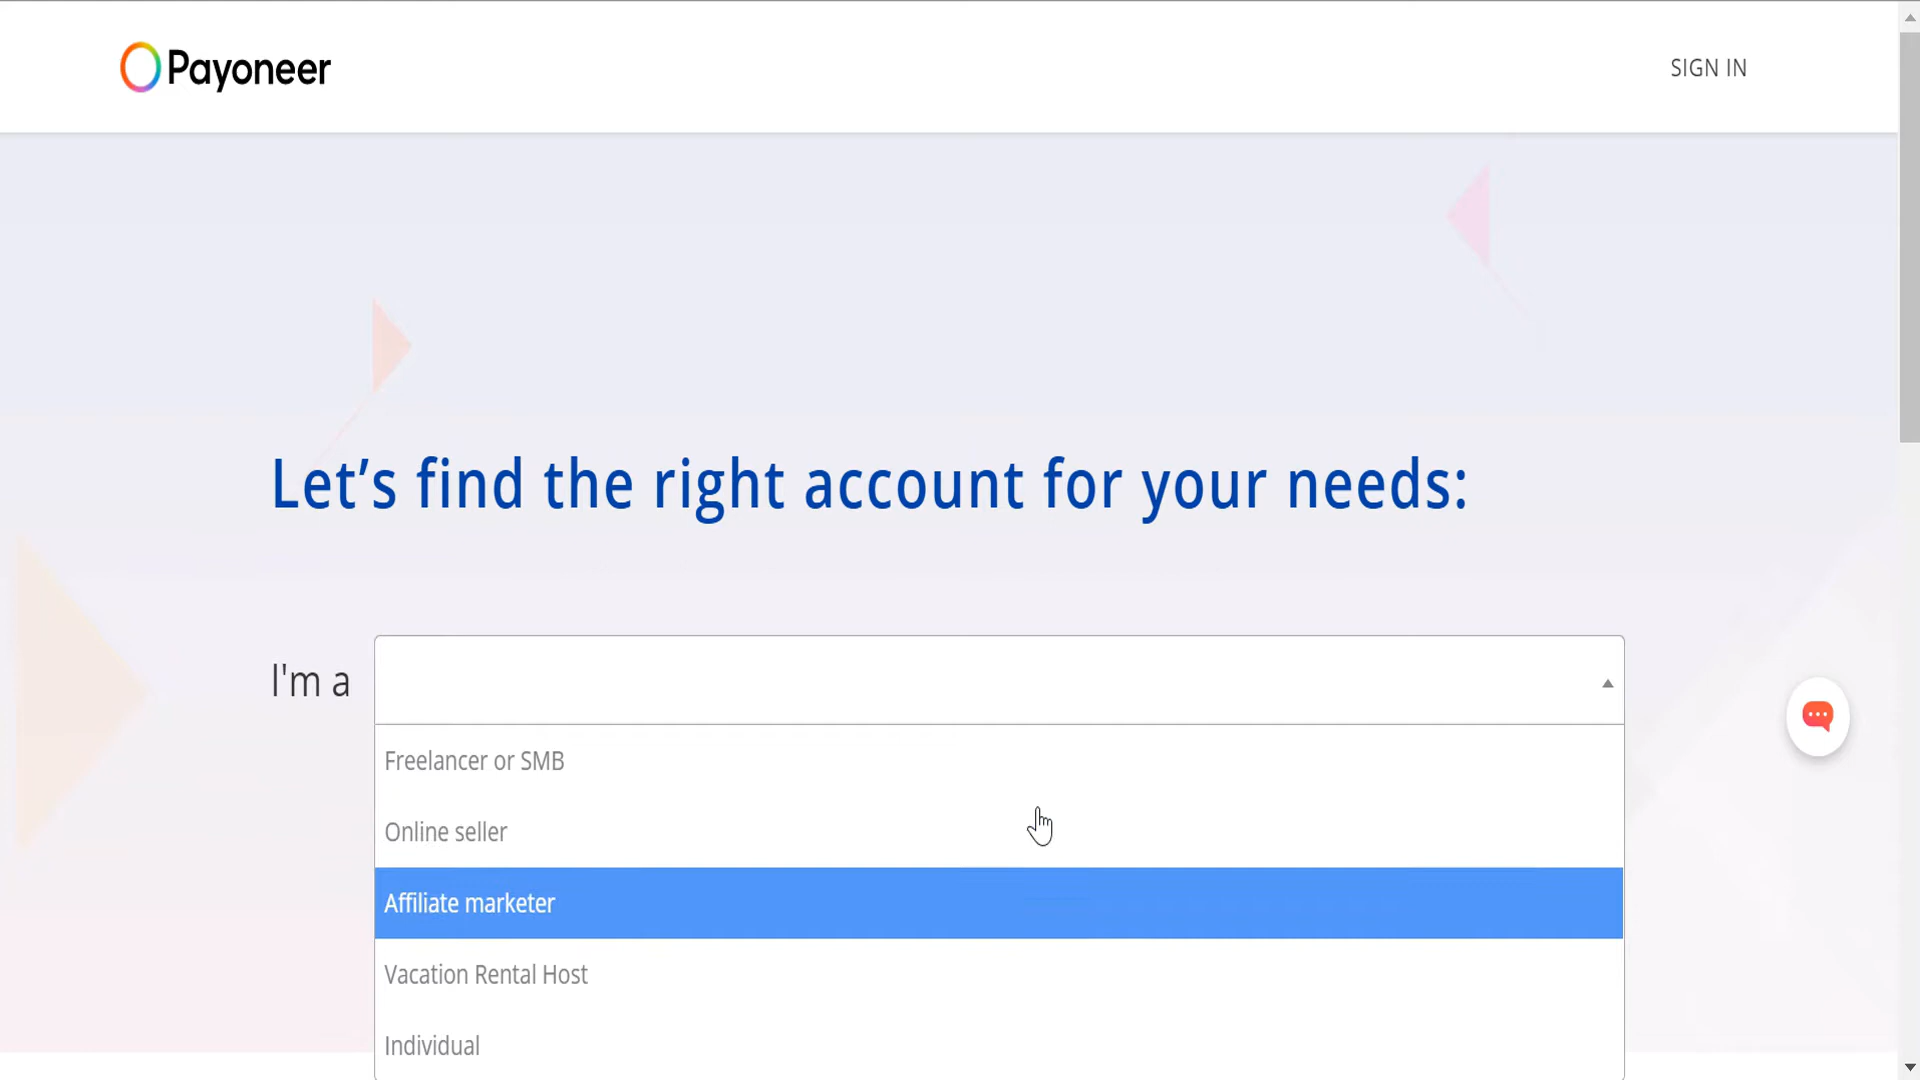 Payoneer
SIGN IN
Let’s find the right account for your needs:
I'm a
Freelancer or SMB
Online seller
Affiliate marketer
Vacation Rental Host
Individual